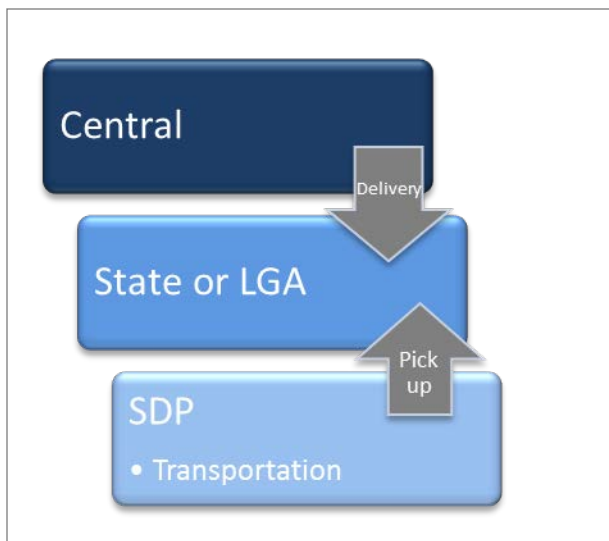 Central
Delivery
State or LGA
Pick
up
SDP
• Transportation